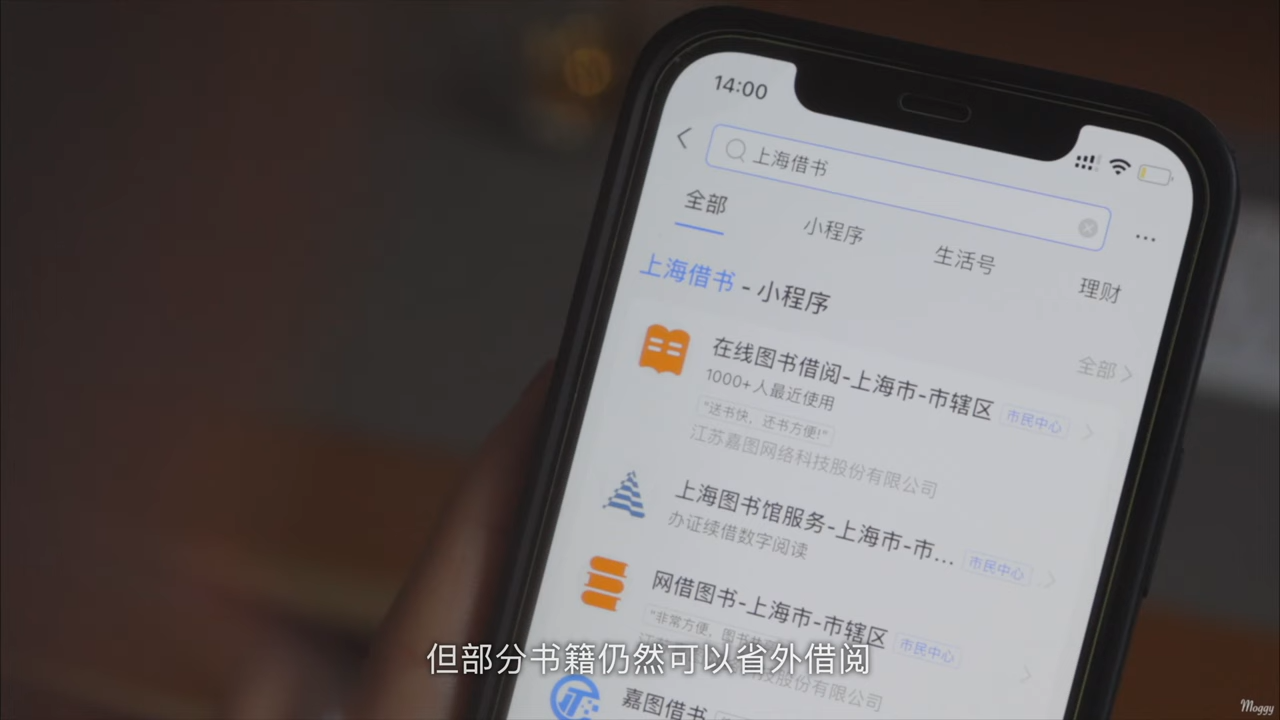 14:00
上海借书
全部
小程序
生活号
理财
上海借书 - 小程序
全部
在线图书借阅-上海市-市辖区 市民中心
1000+人最近使用
"送书快，还书方便!"
江苏嘉图网络科技股份有限公司
上海图书馆服务-上海市-市... 市民中心
办证续借数字阅读
网借图书-上海市-市辖区 市民中心
"非常方便，图书
技股份有限公司
嘉图借书
但部分书籍仍然可以省外借阅
Moggy